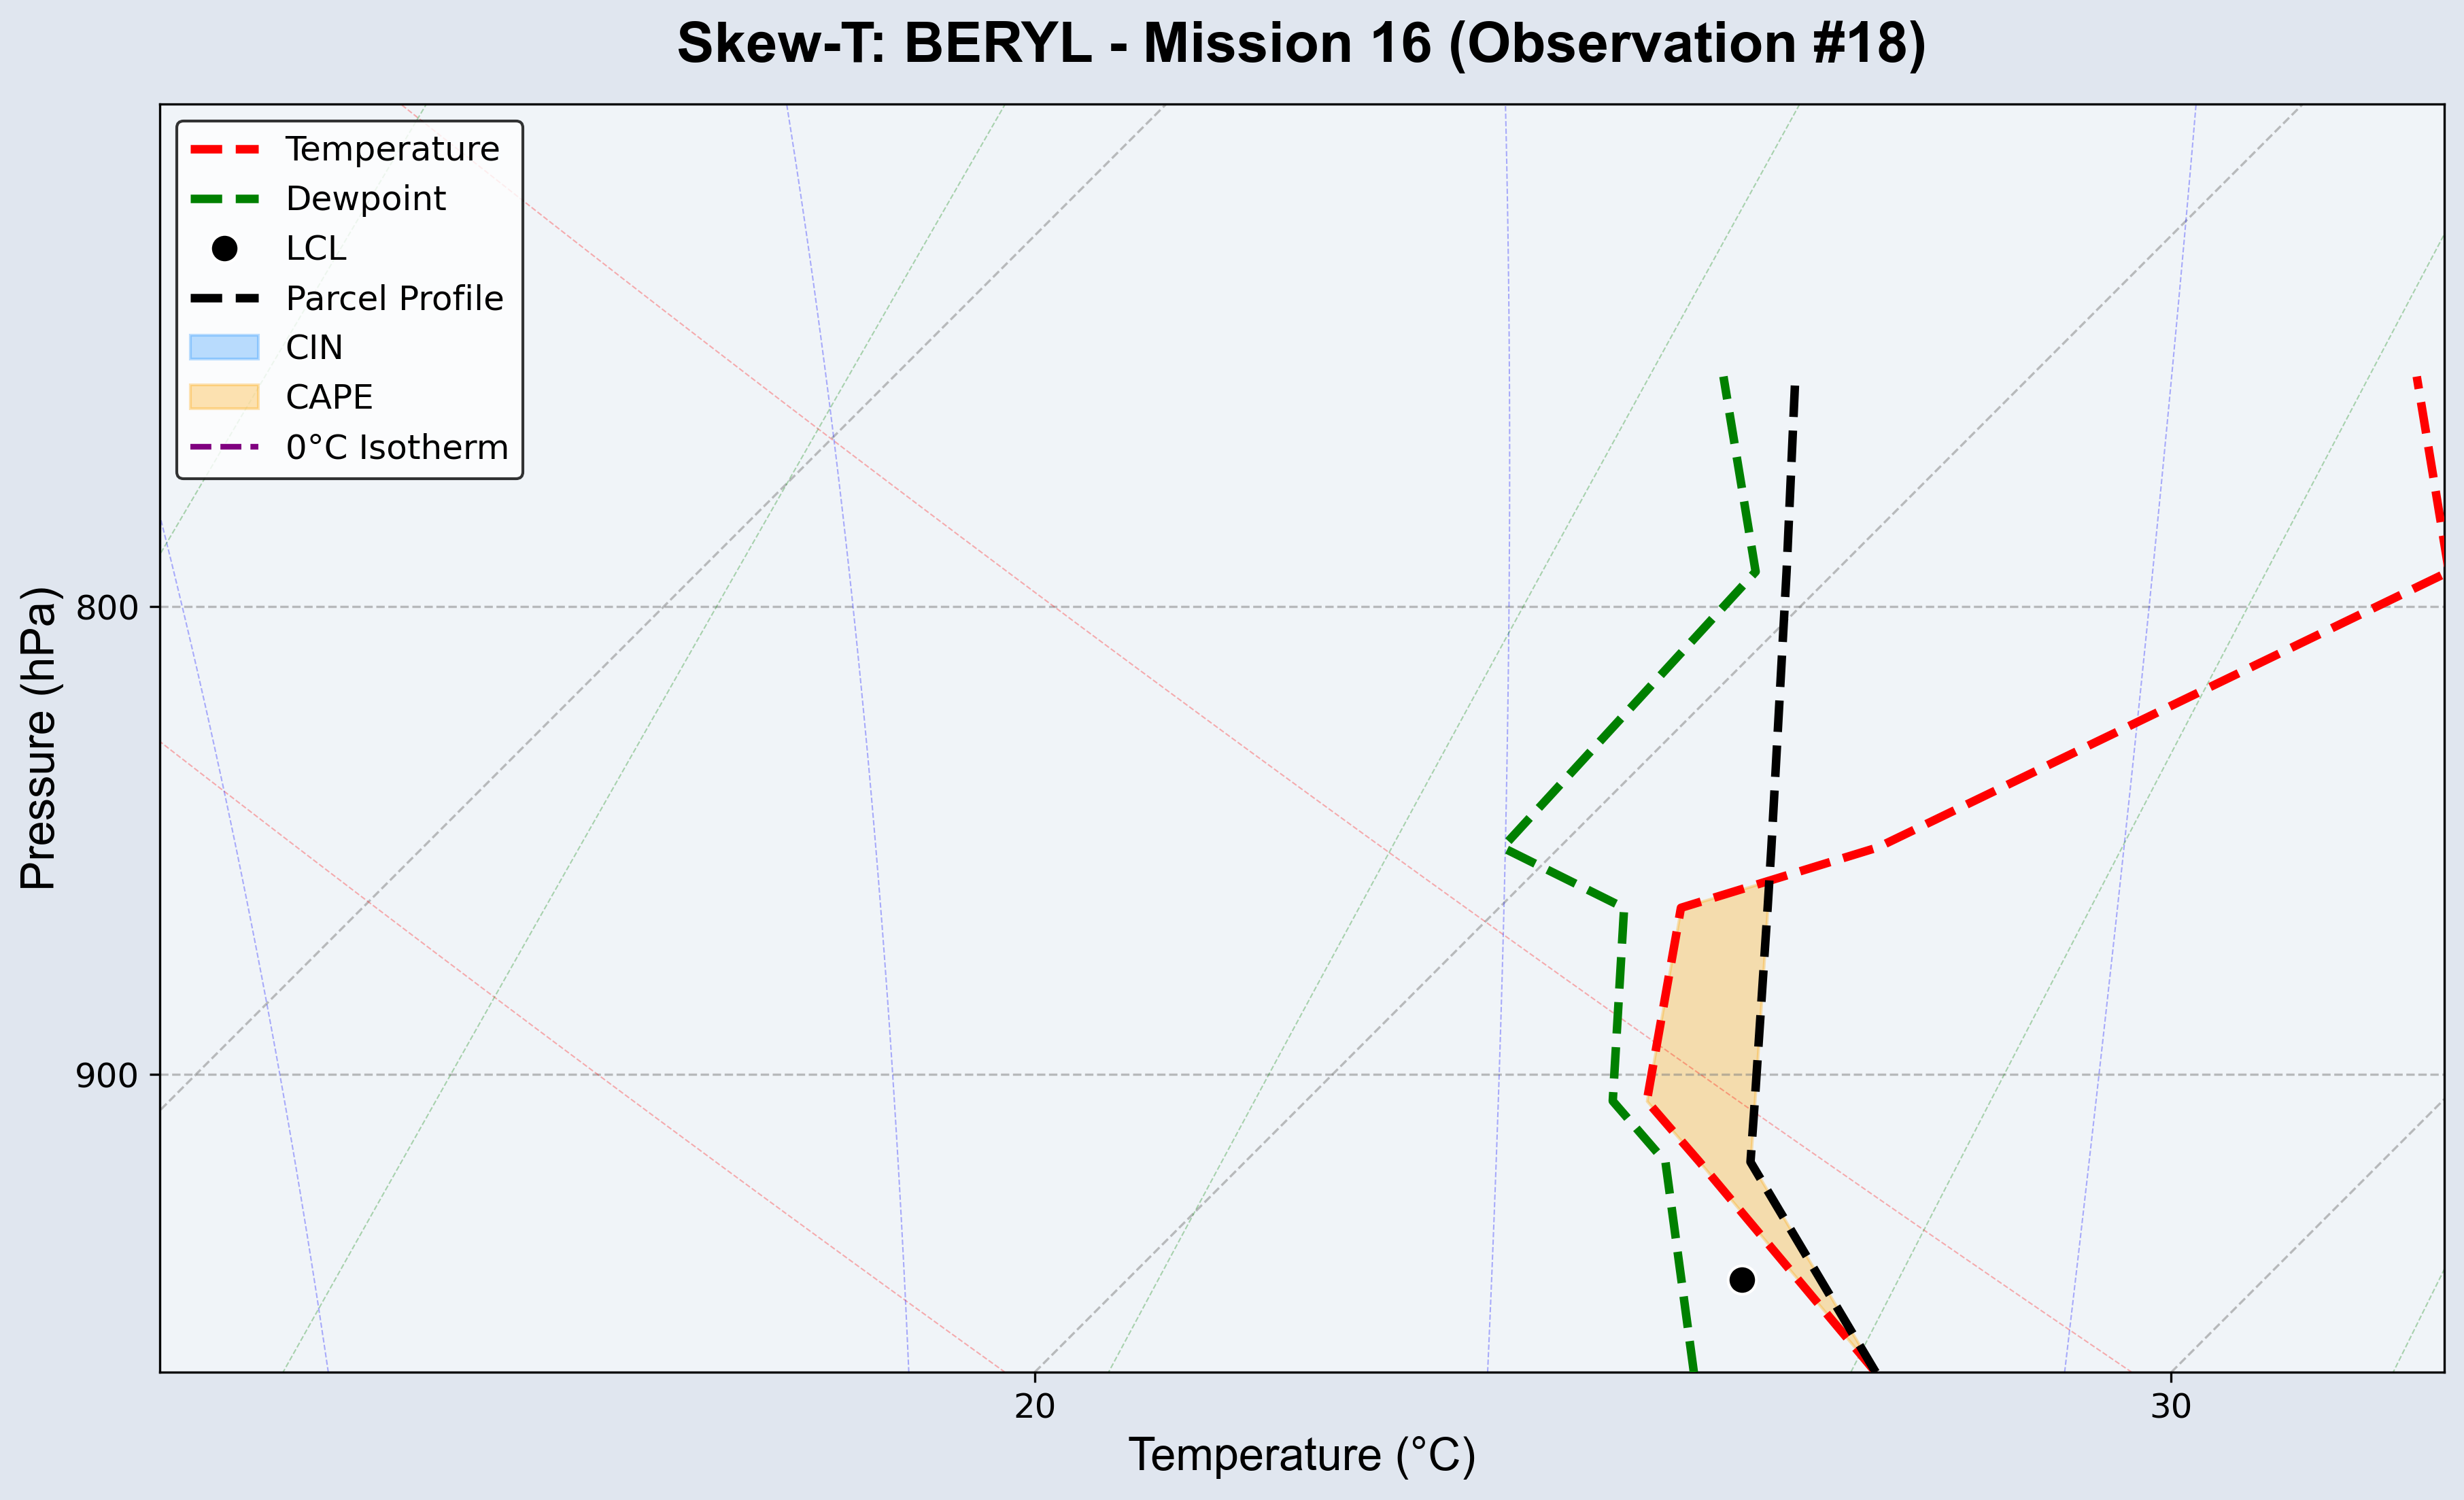 Skew-T: BERYL - Mission 16 (Observation #18)
Temperature
Dewpoint
LCL
Parcel Profile
CIN
CAPE
0°C Isotherm
Pressure (hPa)
800
900
20
30
Temperature (°C)